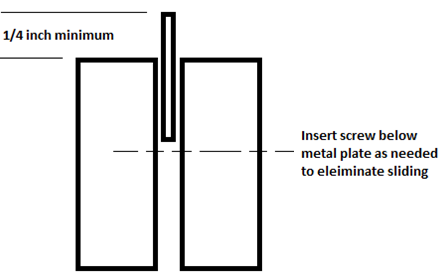 1/4 inch minimum
Insert screw below
metal plate as needed
to eleiminate sliding